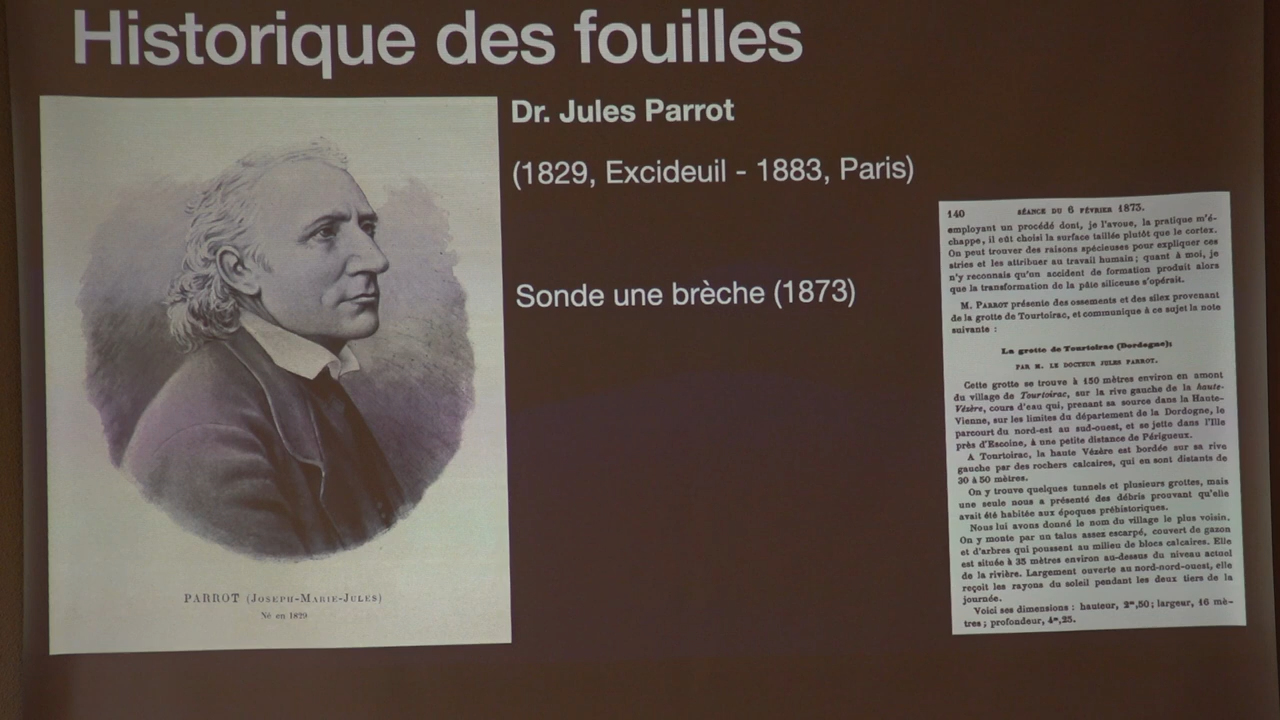 Historique des fouilles
Dr. Jules Parrot
(1829, Excideuil - 1883, Paris)
Sonde une brèche (1873)
PARROT (Joseph-Marie-Jules)
Né en 1829
140 SÉANCE DU 6 FÉVRIER 1873.
employant un procédé dont, je l'avoue, la pratique m'é-
chappe, il eût choisi la surface taillée plutôt que le cortex.
On peut trouver des raisons spécieuses pour expliquer ces
stries et les attribuer au travail humain; quant à moi, je
n'y reconnais qu'un accident de formation produit alors
que la transformation de la pâte siliceuse s'opérait.
M. PARROT présente des ossements et des silex provenant
de la grotte de Tourtoirac, et communique à ce sujet la note
suivante :
La grotte de Tourtoirac (Dordogne);
PAR M. LE DOCTEUR JULES PARROT.
Cette grotte se trouve à 150 mètres environ en amont
du village de Tourtoirac, sur la rive gauche de la haute-
Vézère, cours d'eau qui, prenant sa source dans la Haute-
Vienne, sur les limites du département de la Dordogne, le
parcourt du nord-est au sud-ouest, et se jette dans l'Ille
près d'Escoine, à une petite distance de Périgueux.
A Tourtoirac, la haute Vézère est bordée sur sa rive
gauche par des rochers calcaires, qui en sont distants de
30 à 50 mètres.
On y trouve quelques tunnels et plusieurs grottes, mais
une seule nous a présenté des débris prouvant qu'elle
avait été habitée aux époques préhistoriques.
Nous lui avons donné le nom du village le plus voisin.
On y monte par un talus assez escarpé, couvert de gazon
et d'arbres qui poussent au milieu de blocs calcaires. Elle
est située à 35 mètres environ au-dessus du niveau actuel
de la rivière. Largement ouverte au nord-nord-ouest, elle
reçoit les rayons du soleil pendant les deux tiers de la
journée.
Voici ses dimensions : hauteur, 2m,50; largeur, 16 mè-
tres; profondeur, 4m,25.